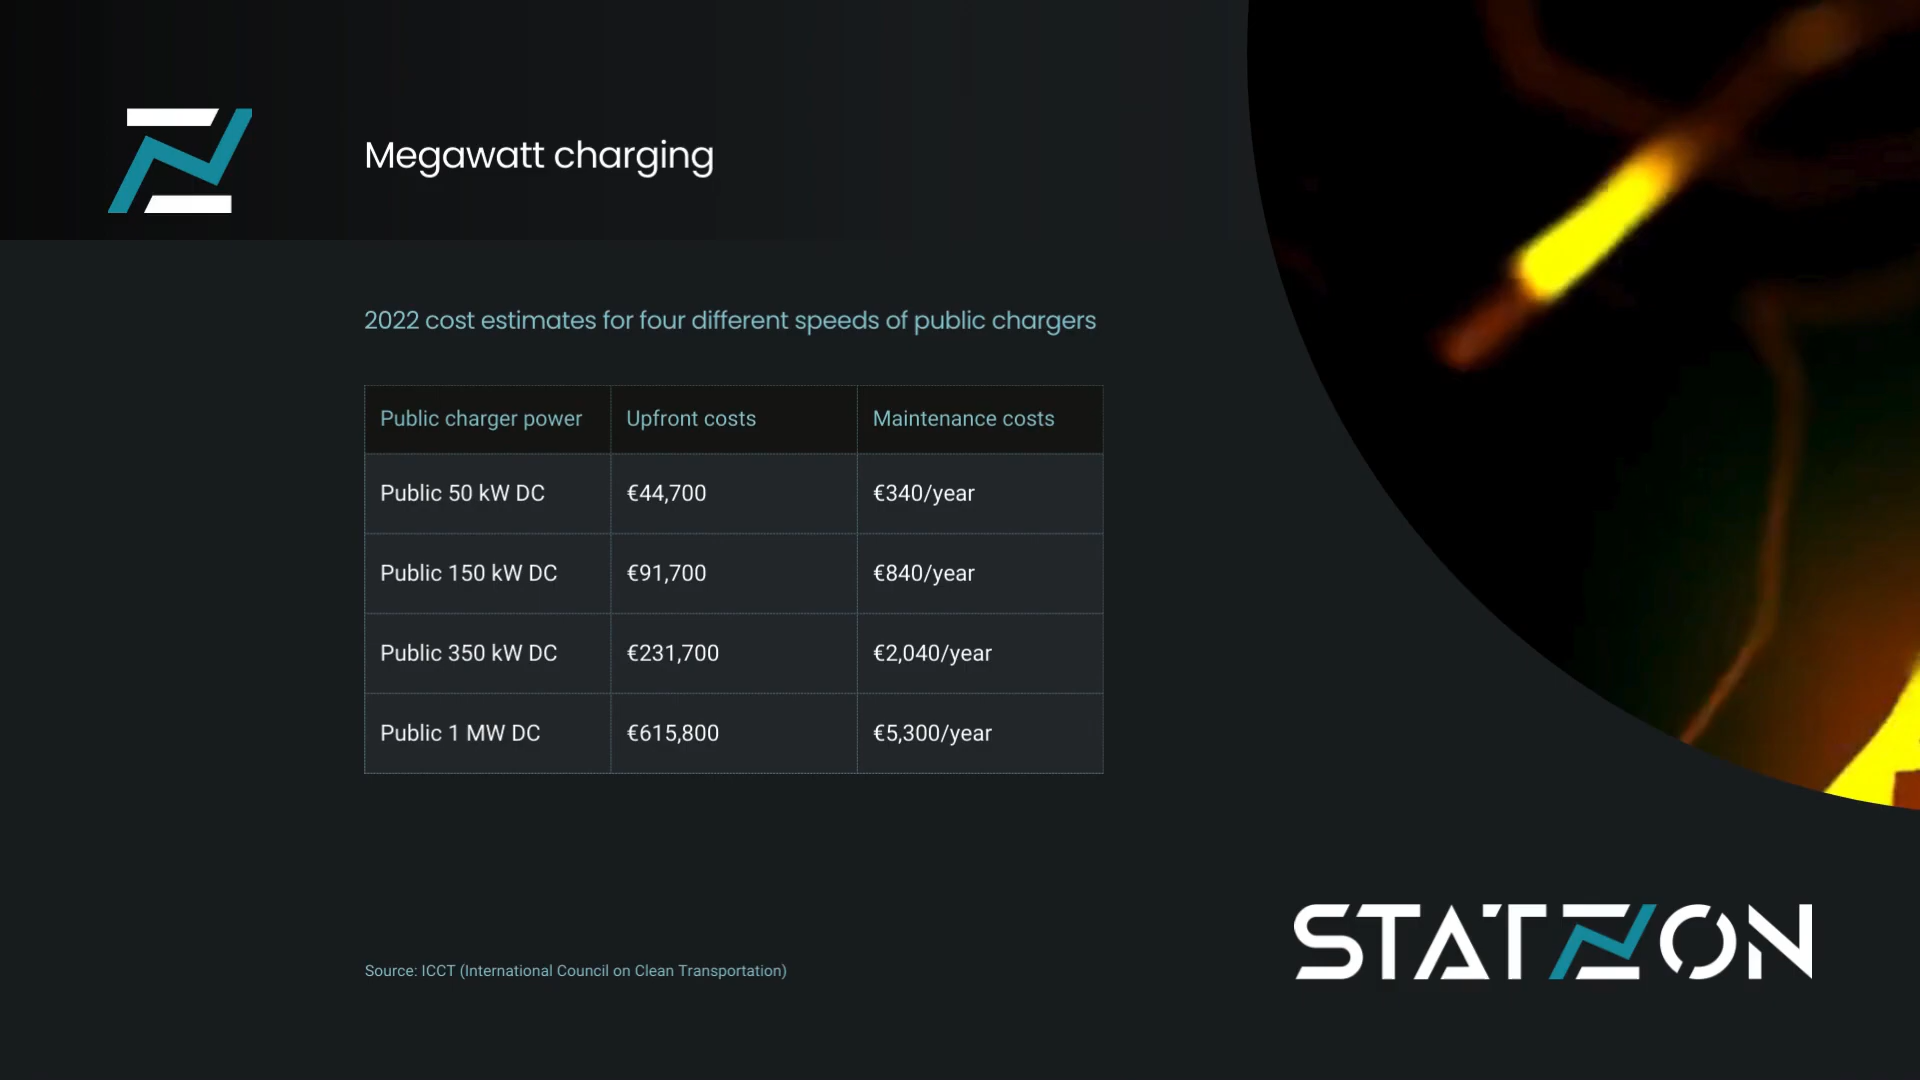 Megawatt charging
2022 cost estimates for four different speeds of public chargers
Public charger power Upfront costs Maintenance costs
Public 50 kW DC €44,700 €340/year
Public 150 kW DC €91,700 €840/year
Public 350 kW DC €231,700 €2,040/year
Public 1 MW DC €615,800 €5,300/year
Source: ICCT (International Council on Clean Transportation)
STATZON